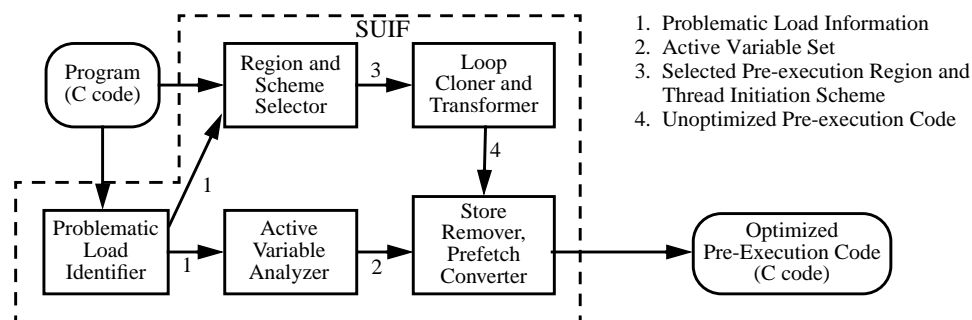 SUIF
Program
(C code)
Region and
Scheme
Selector
3
Loop
Cloner and
Transformer
1. Problematic Load Information
2. Active Variable Set
3. Selected Pre-execution Region and
Thread Initiation Scheme
4. Unoptimized Pre-execution Code
4
1
Problematic
Load
Identifier
1
Active
Variable
Analyzer
2
Store
Remover,
Prefetch
Converter
Optimized
Pre-Execution Code
(C code)